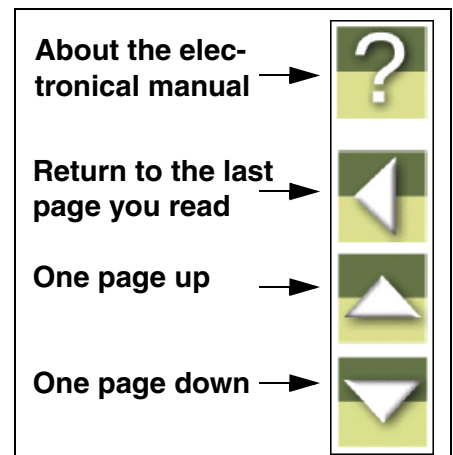 About the elec-
tronical manual
?
Return to the last
page you read
One page up
One page down